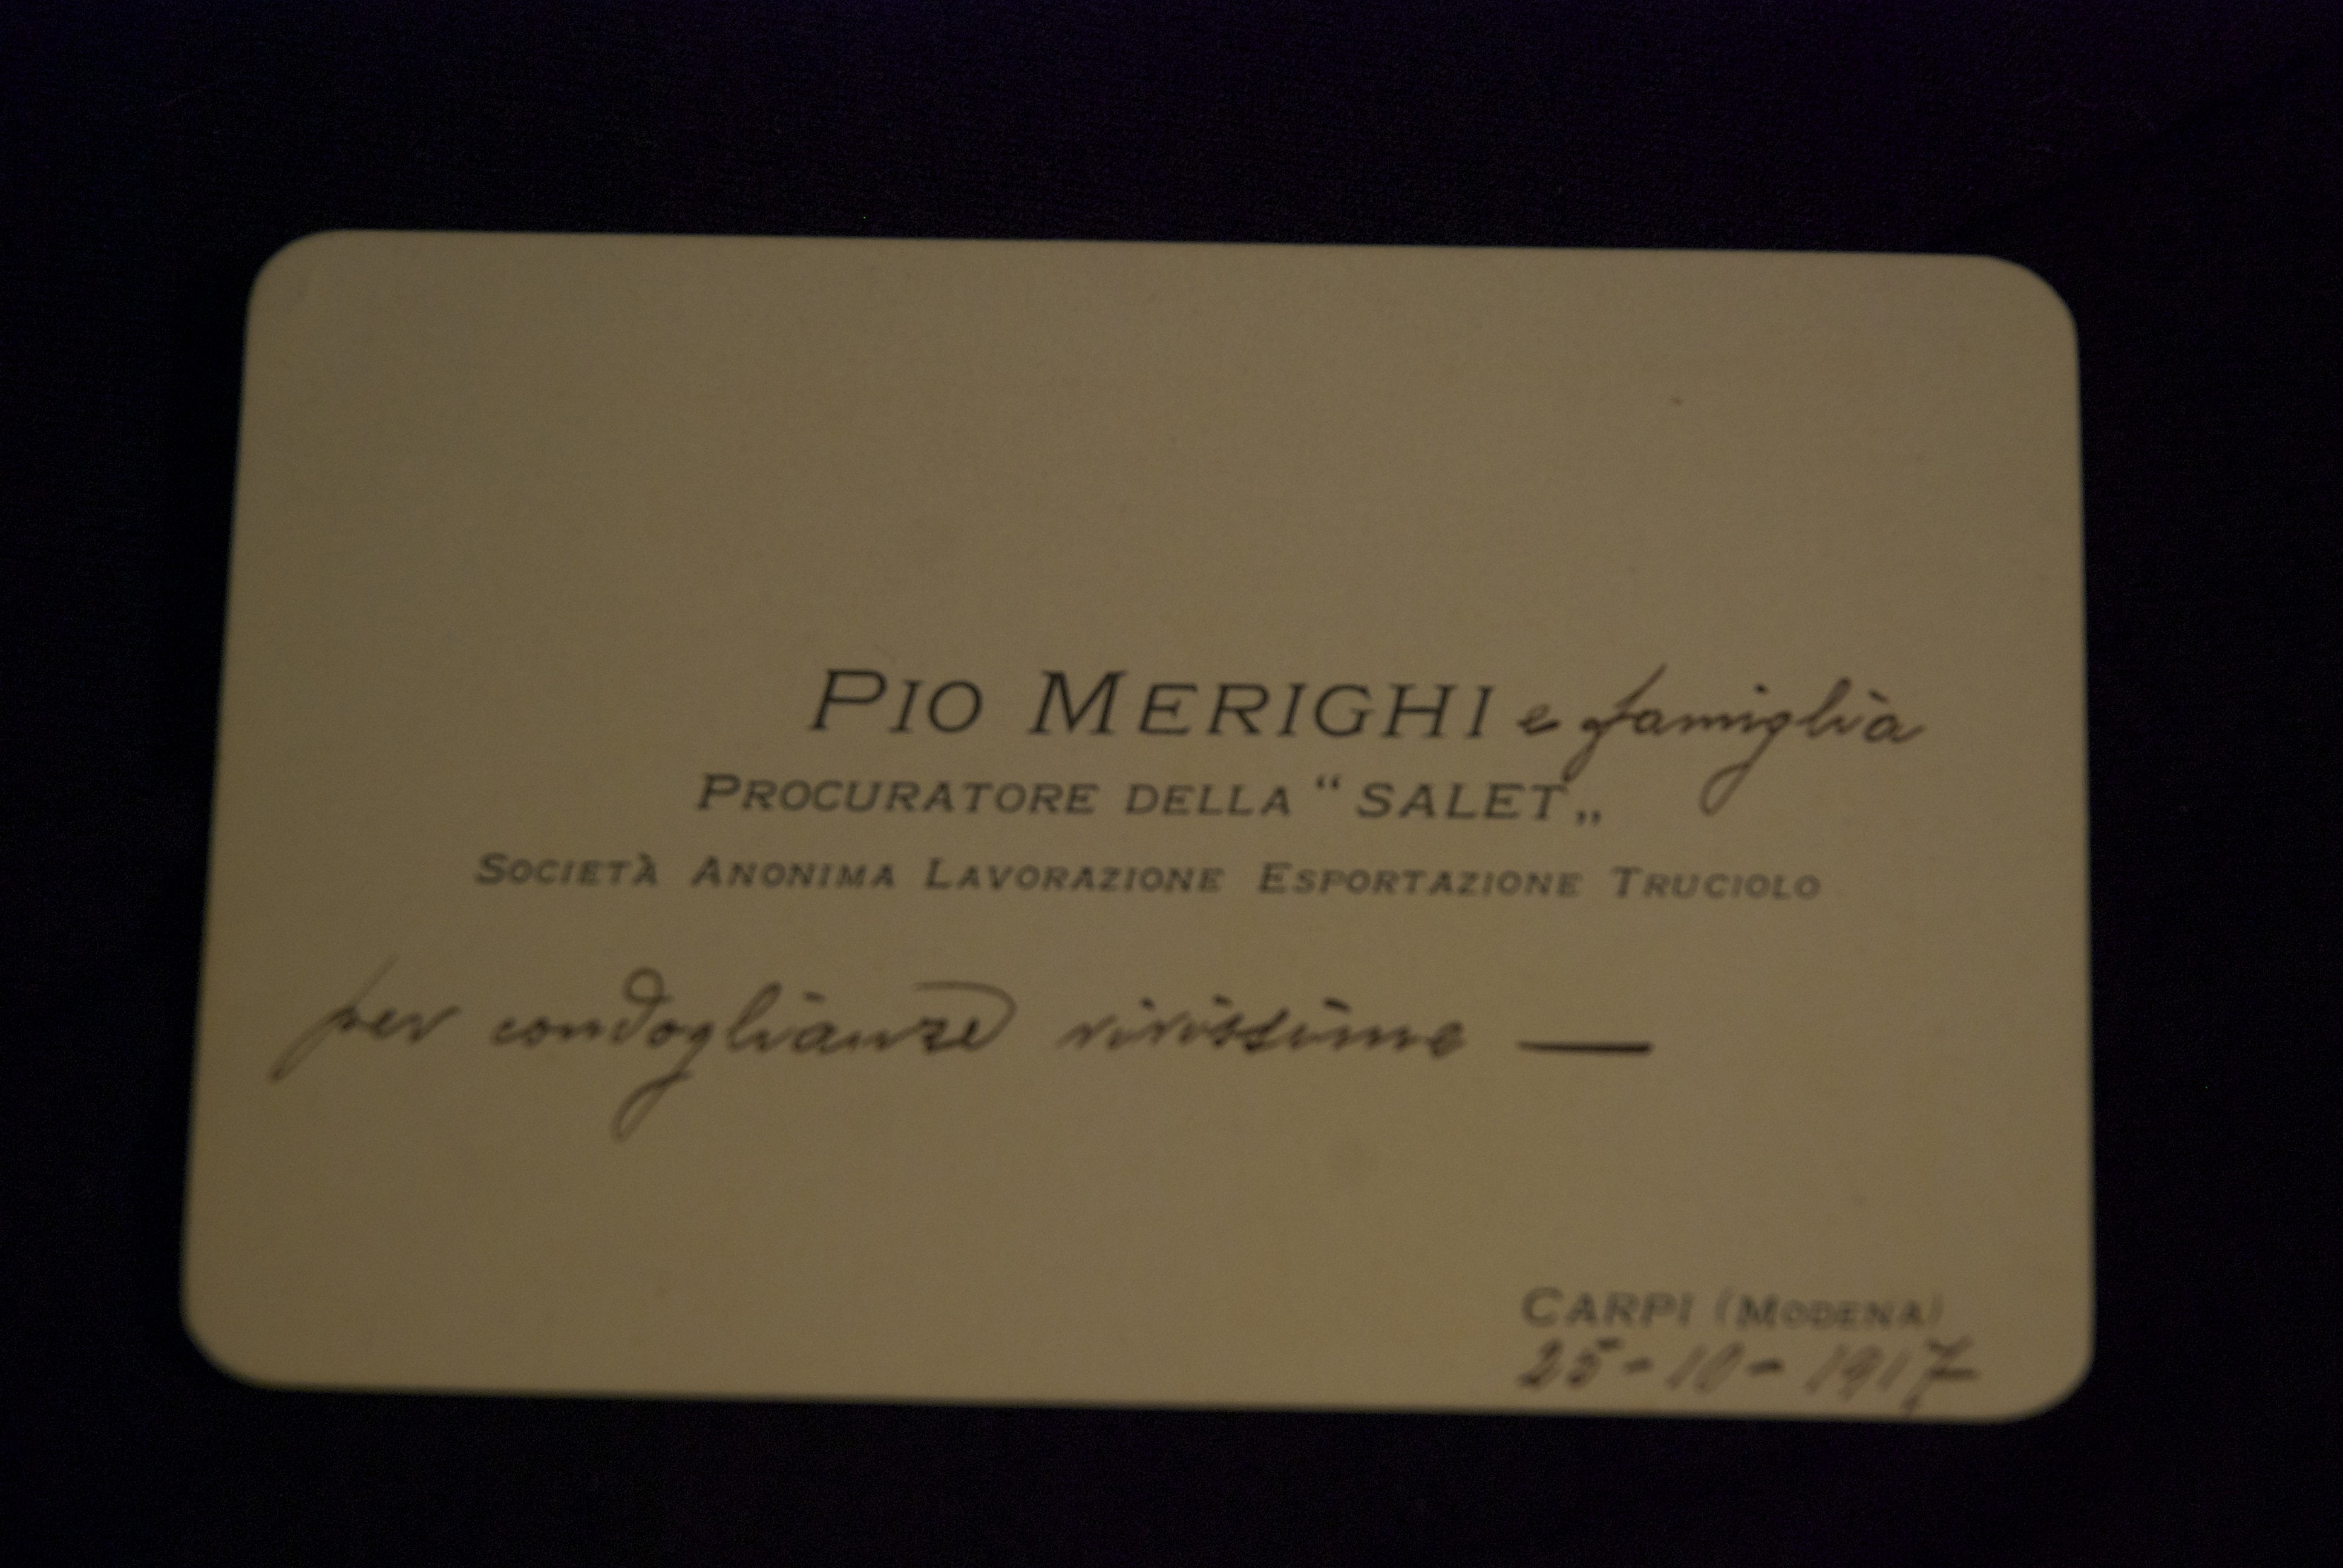 PIO MERIGHI e famiglia
PROCURATORE DELLA “ SALET „
SOCIETÀ ANONIMA LAVORAZIONE ESPORTAZIONE TRUCIOLO
per condoglianze vivissime —
CARPI (MODENA)
25-10-1917